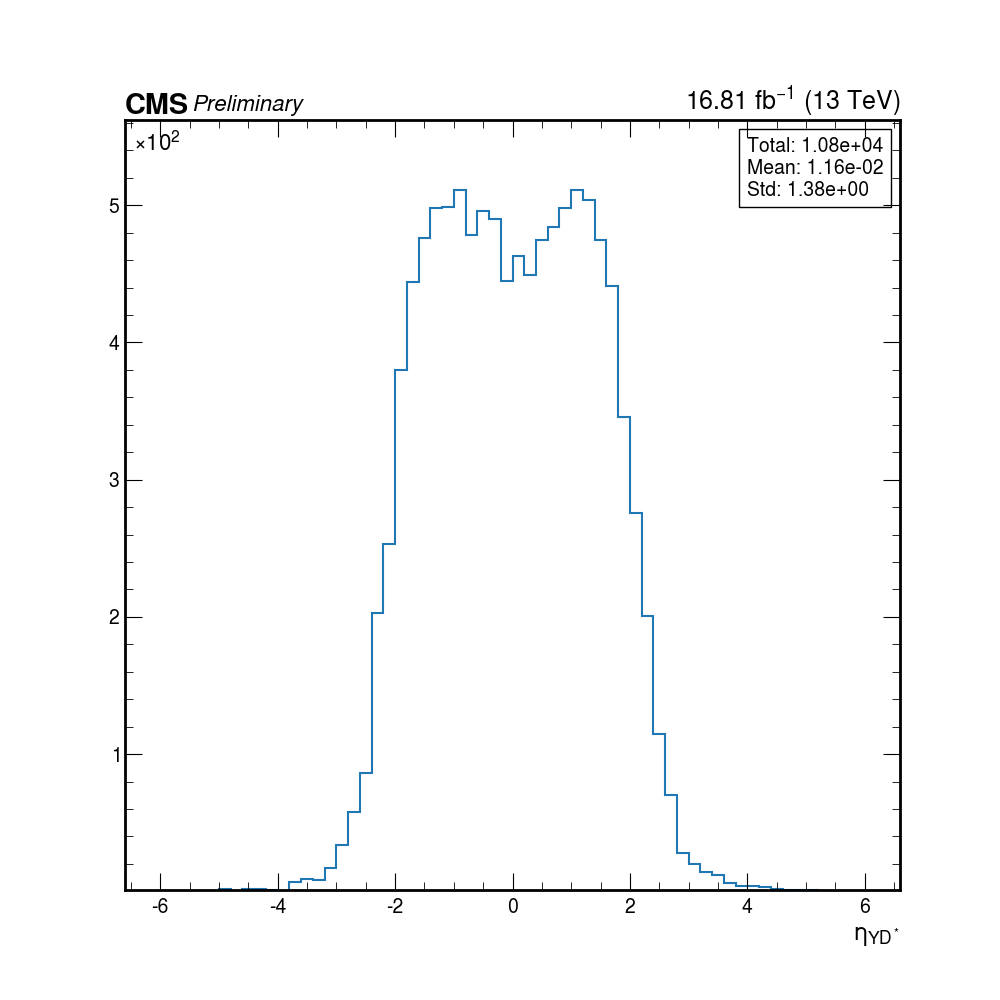 CMS Preliminary 16.81 fb⁻¹ (13 TeV)
×10²
Total: 1.08e+04
Mean: 1.16e-02
Std: 1.38e+00
5
4
3
2
1
-6 -4 -2 0 2 4 6
ηYD*